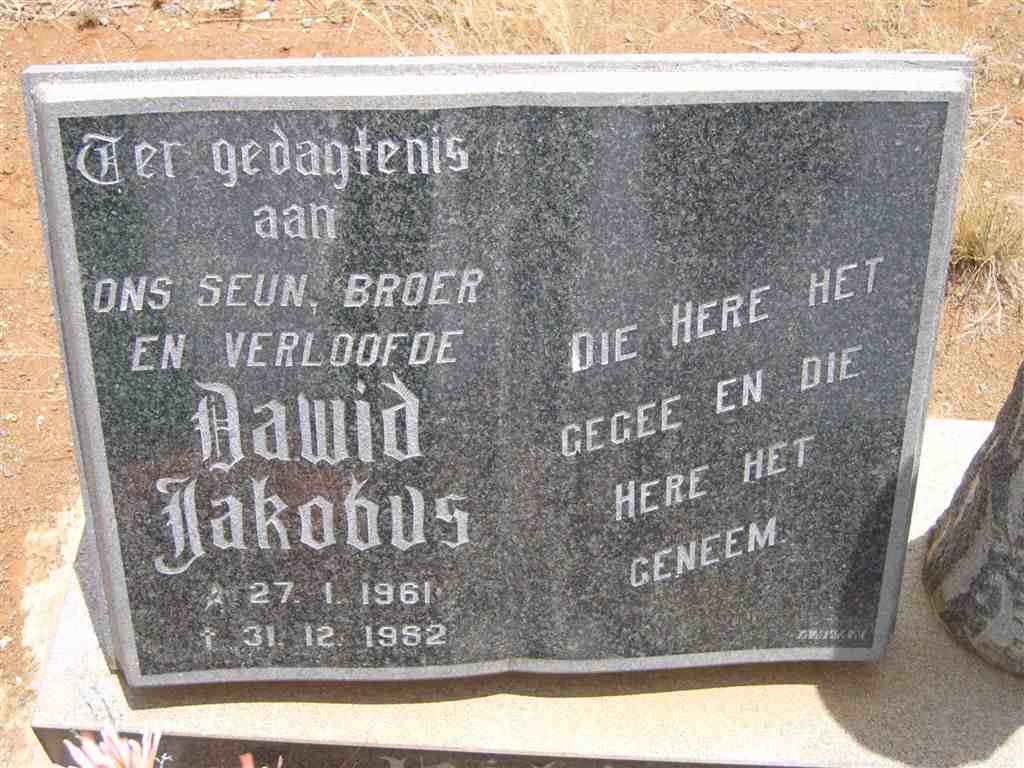 Ter gedagtenis
aan
ONS SEUN, BROER
EN VERLOOFDE
Dawid
Jakobus
27. 1. 1961
† 31. 12. 1982
DIE HERE HET
GEGEE EN DIE
HERE HET
GENEEM.